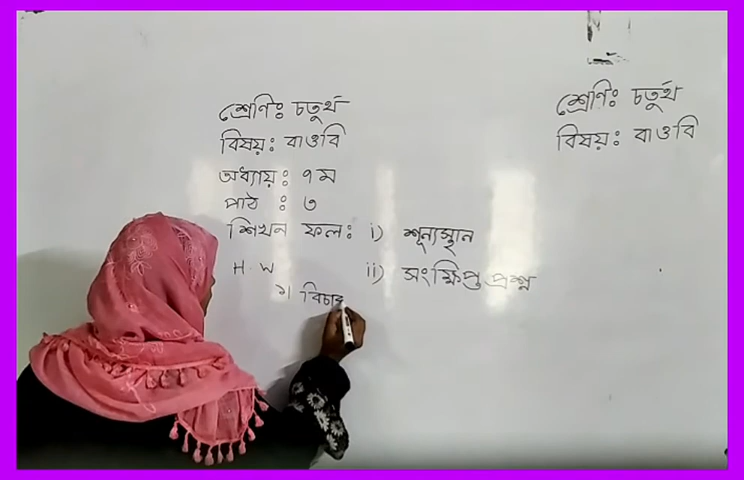 শ্রেণিঃ চতুর্থ
বিষয়ঃ বাওবি
অধ্যায়ঃ ৭ম
পাঠ ঃ ৩
শিখন ফলঃ i) শূন্যস্থান
ii) সংক্ষিপ্ত প্রশ্ন
H W
১। বিচার
শ্রেণিঃ চতুর্থ
বিষয়ঃ বাওবি